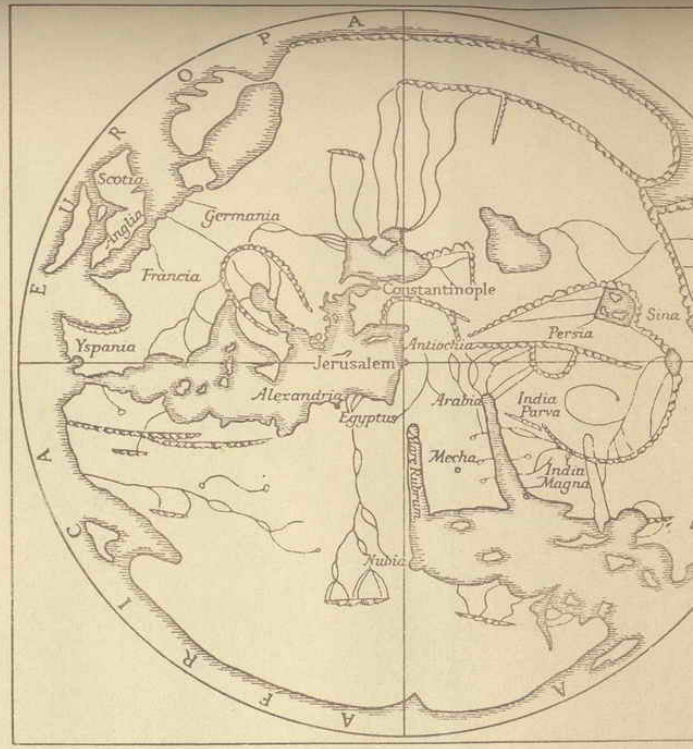 EUROPA
A
Scotia
Anglia
Germania
Francia
Constantinople
Sina
Persia
Antiochia
Yspania
Jerusalem
Alexandria
Egyptus
Arabia
India
Parva
Mare Rubrum
Mecha
India
Magna
Nubia
AFRICA
A